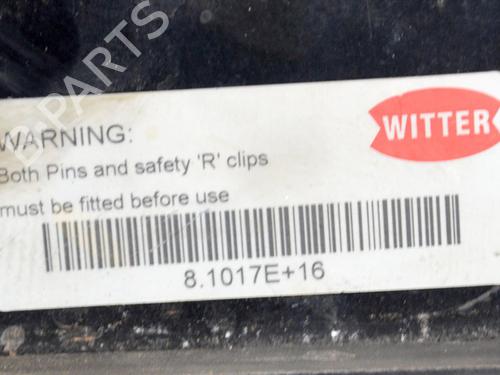 B PARTS
WARNING:
WITTER
Both Pins and safety 'R' clips
must be fitted before use
8.1017E+16